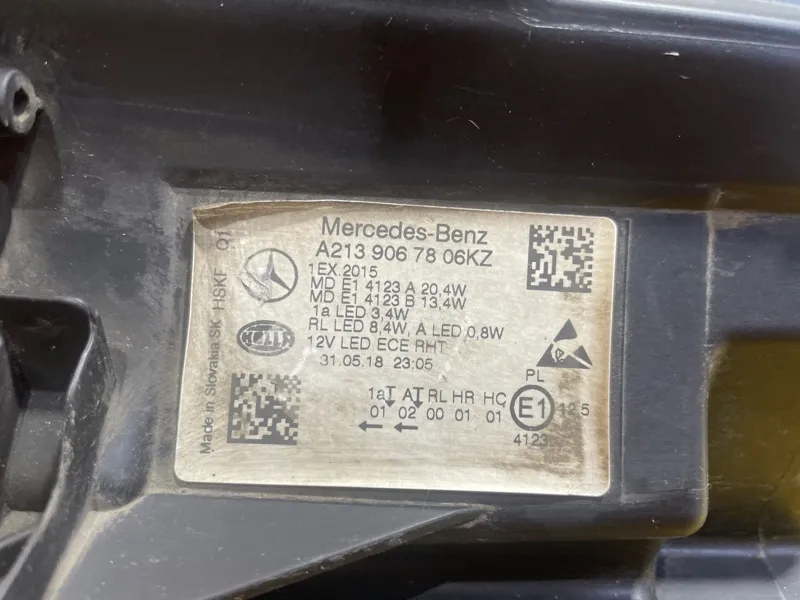 Mercedes-Benz
A213 906 78 06KZ
1EX.2015
MD E1 4123 A 20,4W
MD E1 4123 B 13,4W
1a LED 3,4W
RL LED 8,4W, A LED 0,8W
12V LED ECE RHT
31.05.18 23:05
HELLA
Made in Slovakia SK HSKF Q1
PL
1a AT RL HR HC
01 02 00 01 01
E1
12.5
4123